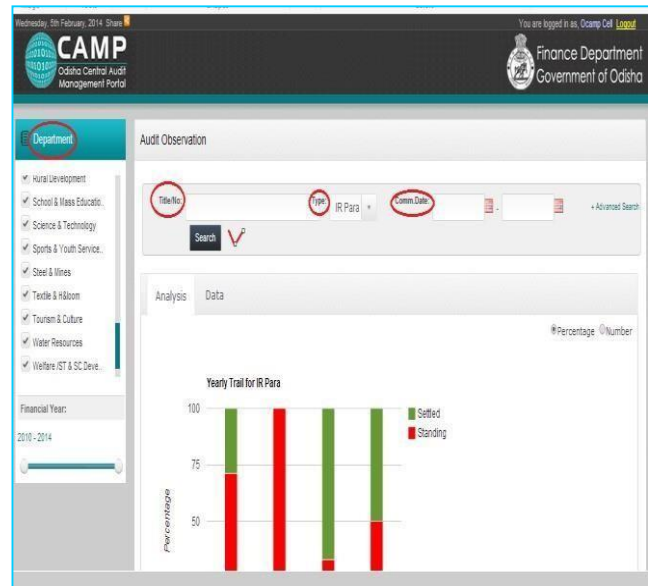 Wednesday, 5th February, 2014 Share
You are logged in as, Ocamp Cell Logout
CAMP
Odisha Central Audit
Management Portal
Finance Department
Government of Odisha
Department
Rural Development
School & Mass Educatio..
Science & Technology
Sports & Youth Service..
Steel & Mines
Textile & H&loom
Tourism & Culture
Water Resources
Welfare /ST & SC Deve..
Financial Year:
2010 - 2014
Audit Observation
Title/No:
Type:
IR Para
Comm.Date:
-
+ Advanced Search
Search
Analysis
Data
Percentage
Number
Yearly Trail for IR Para
100
75
50
Percentage
Settled
Standing